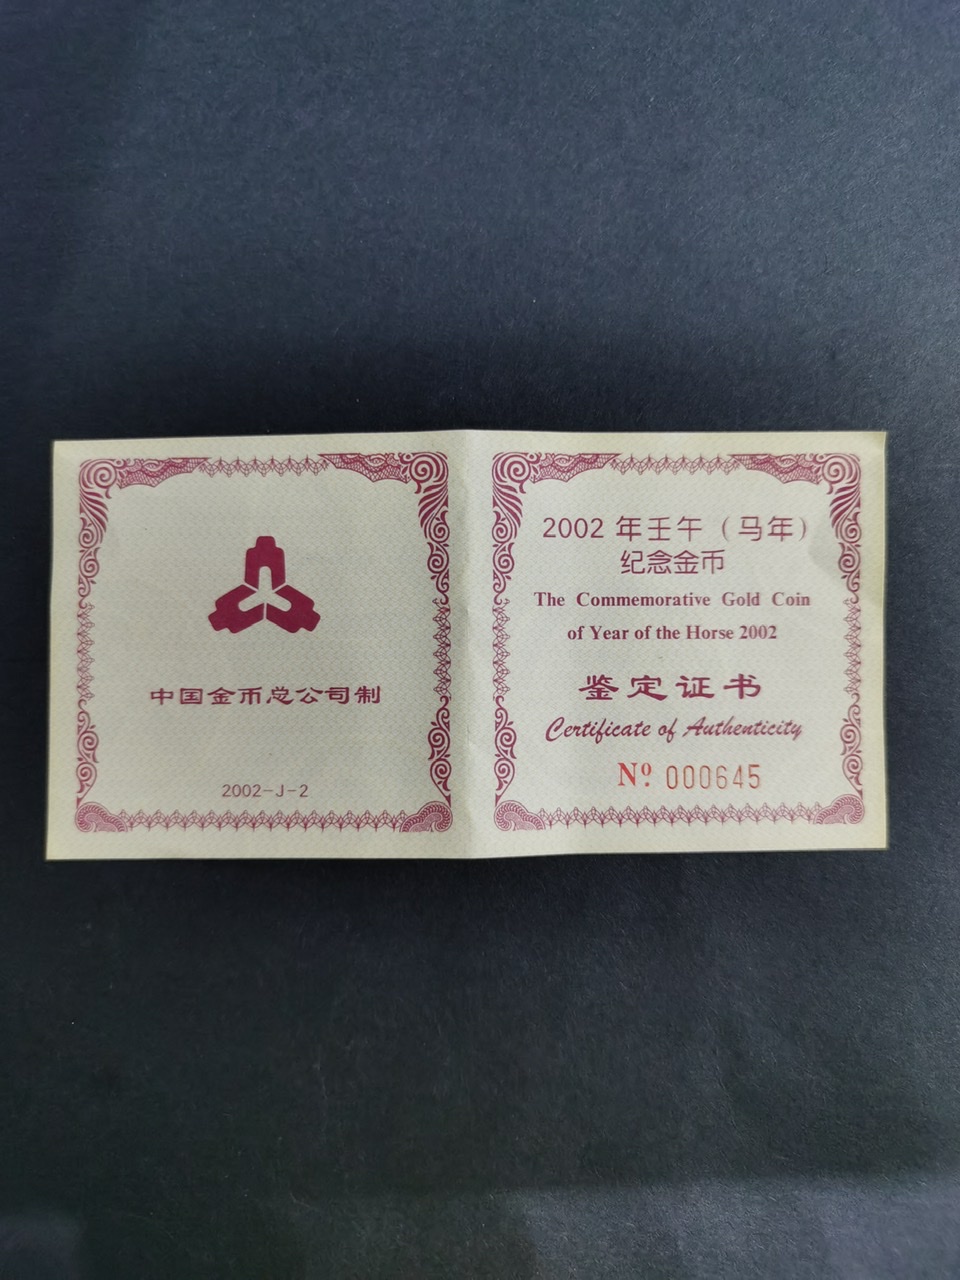 中国金币总公司制
2002-J-2
2002 年壬午（马年）
纪念金币
The Commemorative Gold Coin
of Year of the Horse 2002
鉴定证书
Certificate of Authenticity
Nº 000645